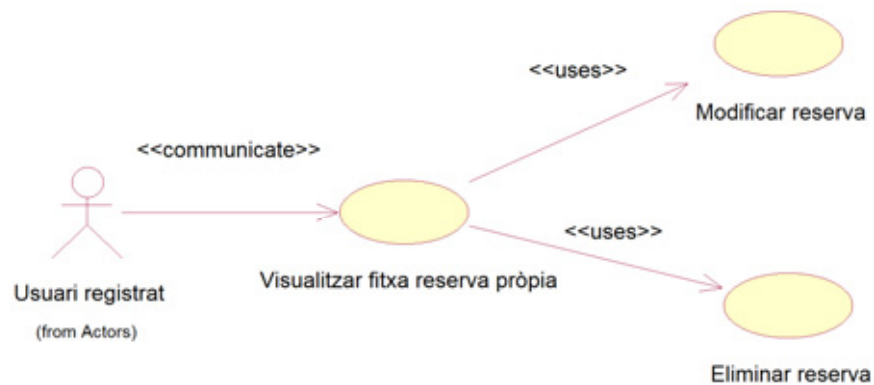 <<uses>>
Modificar reserva
<<communicate>>
<<uses>>
Visualitzar fitxa reserva pròpia
Usuari registrat
(from Actors)
Eliminar reserva